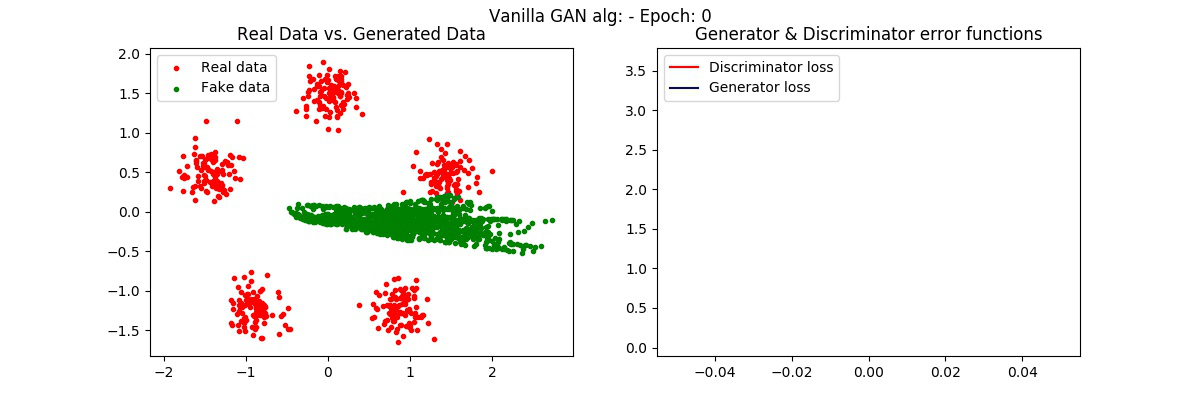 Vanilla GAN alg: - Epoch: 0
Real Data vs. Generated Data
Real data
Fake data
2.0
1.5
1.0
0.5
0.0
−0.5
−1.0
−1.5
−2 −1 0 1 2
Generator & Discriminator error functions
Discriminator loss
Generator loss
3.5
3.0
2.5
2.0
1.5
1.0
0.5
0.0
−0.04 −0.02 0.00 0.02 0.04